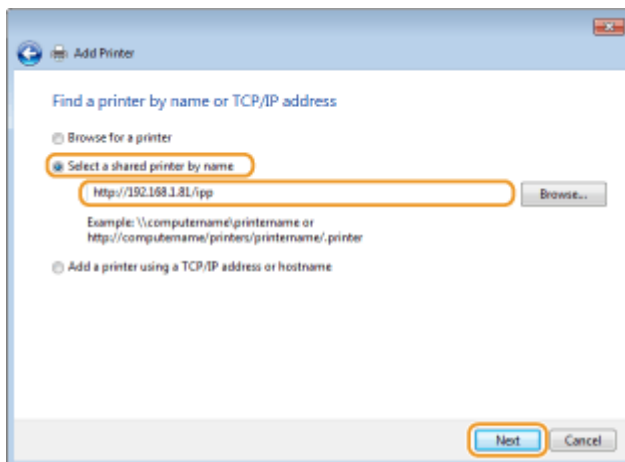 Add Printer
Find a printer by name or TCP/IP address
Browse for a printer
Select a shared printer by name
http://192.168.1.81/ipp
Browse...
Example: \\computername\printername or
http://computername/printers/printername/.printer
Add a printer using a TCP/IP address or hostname
Next
Cancel